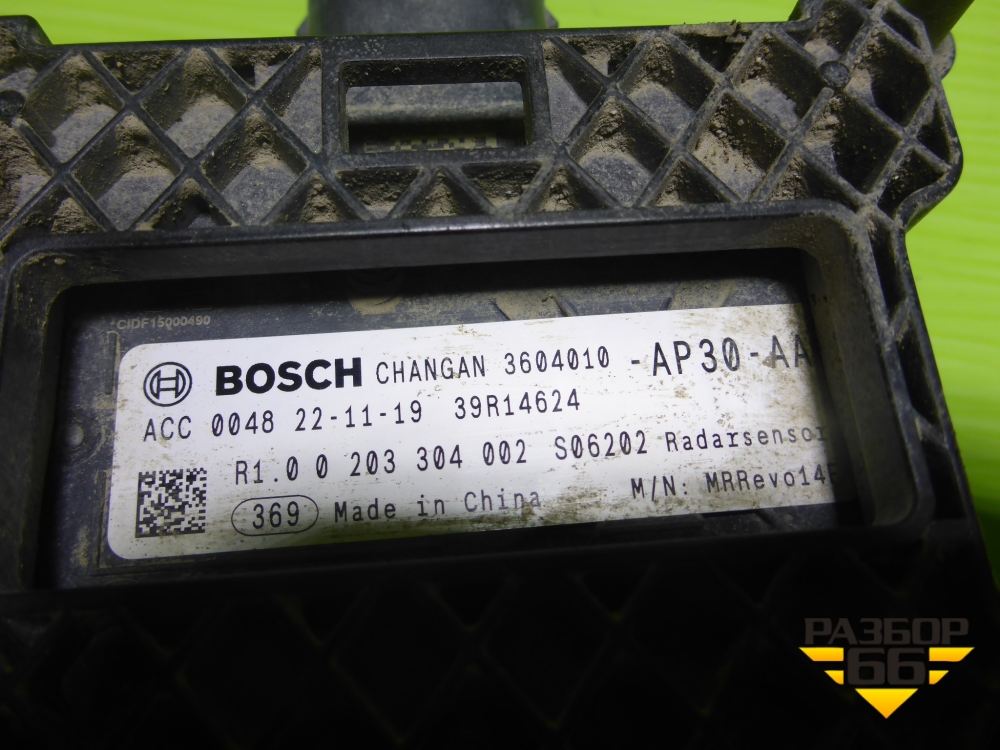 CIDF15000490
BOSCH CHANGAN 3604010 -AP30-AA
ACC 0048 22-11-19 39R14624
R1.0 0 203 304 002 S06202 Radarsensor
369 Made in China M/N: MRRevo14F
РАЗБОР
66